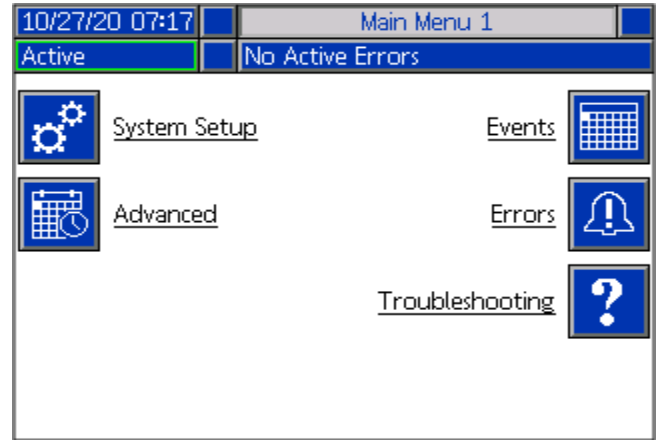 10/27/20 07:17 Main Menu 1
Active No Active Errors
System Setup Events
Advanced Errors
Troubleshooting